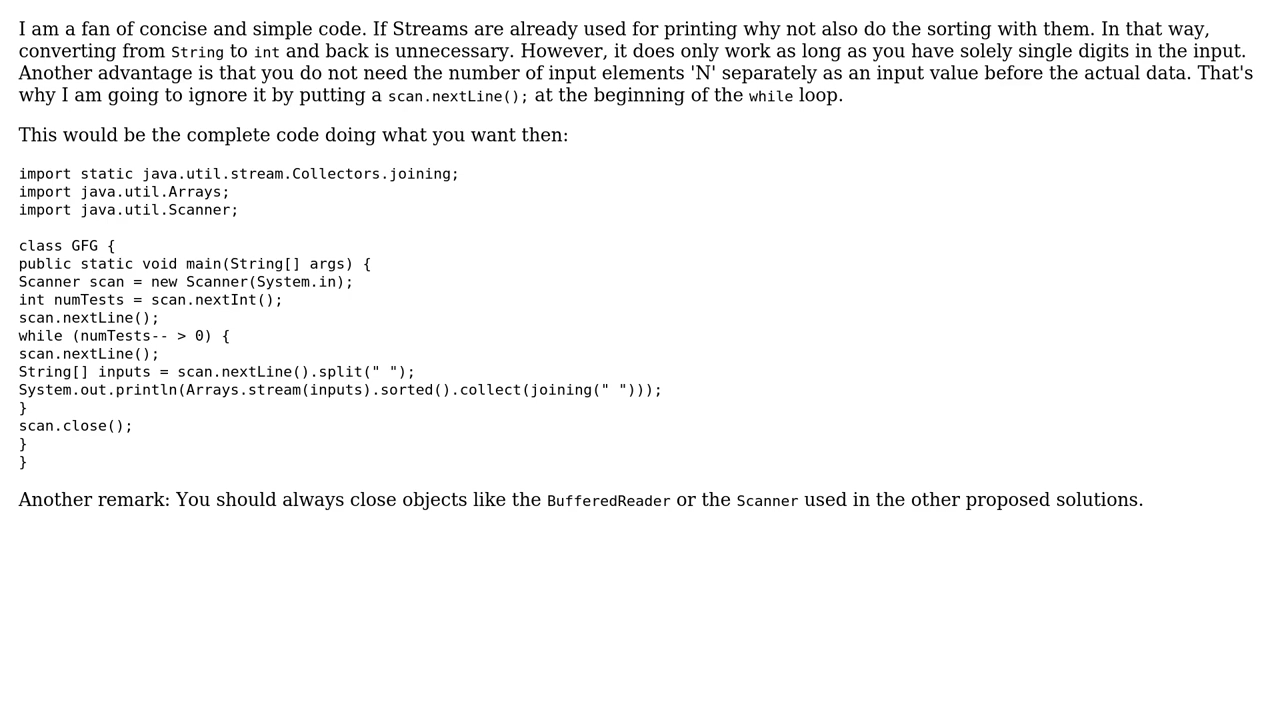 I am a fan of concise and simple code. If Streams are already used for printing why not also do the sorting with them. In that way,
converting from String to int and back is unnecessary. However, it does only work as long as you have solely single digits in the input.
Another advantage is that you do not need the number of input elements 'N' separately as an input value before the actual data. That's
why I am going to ignore it by putting a scan.nextLine(); at the beginning of the while loop.
This would be the complete code doing what you want then:
import static java.util.stream.Collectors.joining;
import java.util.Arrays;
import java.util.Scanner;
class GFG {
public static void main(String[] args) {
Scanner scan = new Scanner(System.in);
int numTests = scan.nextInt();
scan.nextLine();
while (numTests-- > 0) {
scan.nextLine();
String[] inputs = scan.nextLine().split(" ");
System.out.println(Arrays.stream(inputs).sorted().collect(joining(" ")));
}
scan.close();
}
}
Another remark: You should always close objects like the BufferedReader or the Scanner used in the other proposed solutions.